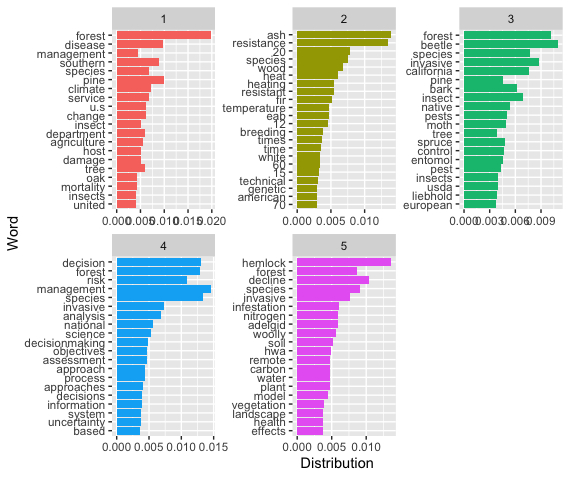 1
forest
disease
management
southern
species
pine
climate
service
u.s
change
insect
department
agriculture
host
damage
tree
oak
mortality
insects
united
0.000 0.005 0.010 0.015 0.020
2
ash
resistance
20
species
wood
heat
heating
resistant
fir
temperature
eab
12
breeding
times
time
white
60
15
technical
genetic
american
70
0.000 0.005 0.010
3
forest
beetle
species
invasive
california
pine
bark
insect
native
pests
moth
tree
spruce
control
entomol
pest
insects
usda
liebhold
european
0.000 0.003 0.006 0.009
Word
4
decision
forest
risk
management
species
invasive
analysis
national
science
decisionmaking
objectives
assessment
approach
process
approaches
decisions
information
system
uncertainty
based
0.000 0.005 0.010 0.015
5
hemlock
forest
decline
species
invasive
infestation
nitrogen
adelgid
woolly
soil
hwa
remote
carbon
water
plant
model
vegetation
landscape
health
effects
0.000 0.005 0.010
Distribution